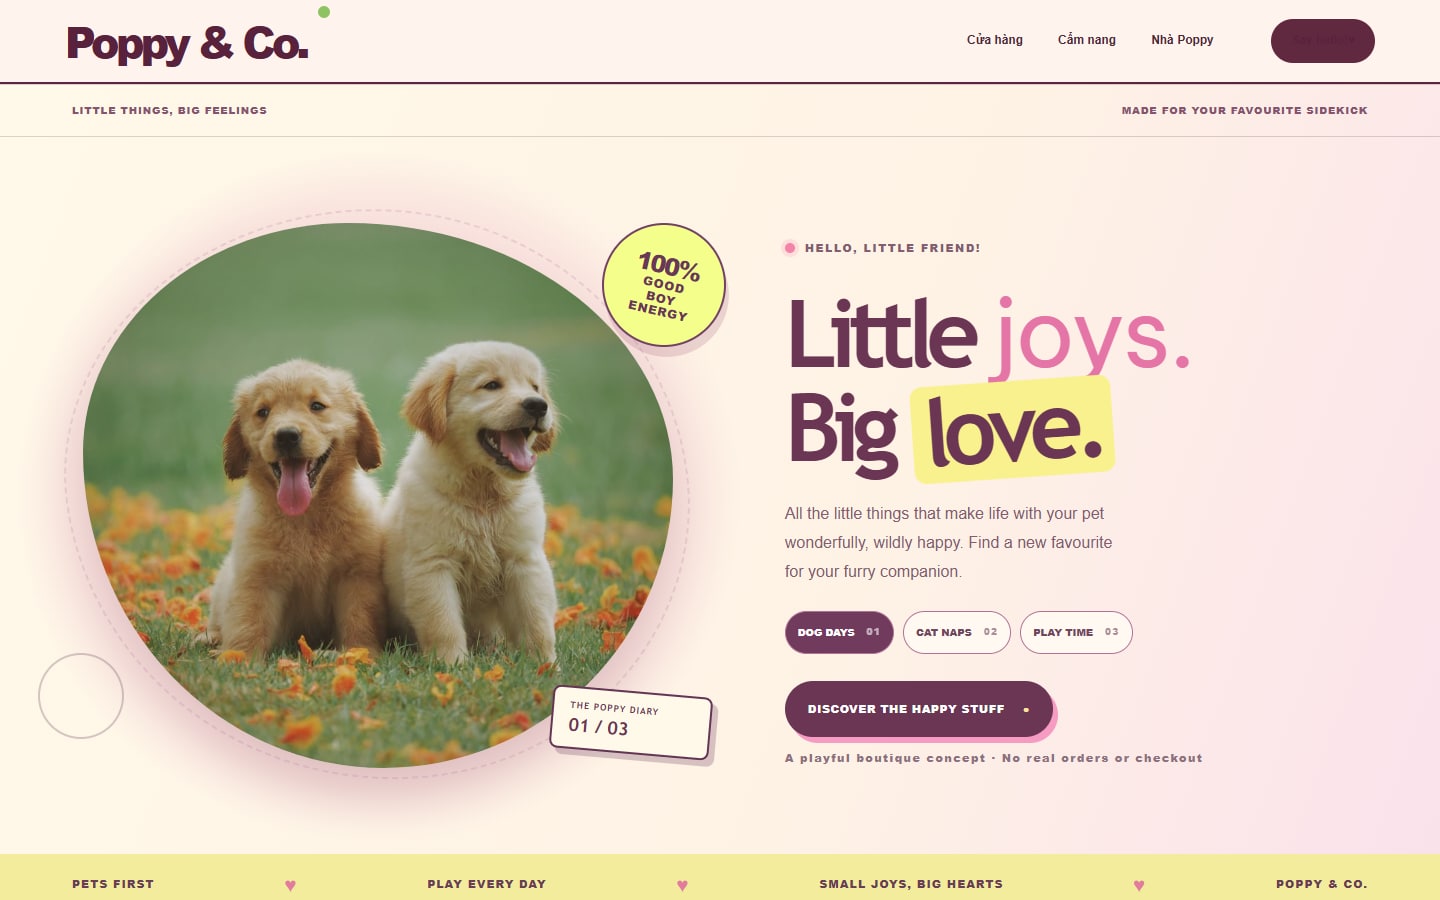 Poppy & Co.
Cửa hàng
Cẩm nang
Nhà Poppy
Say hello ♥
LITTLE THINGS, BIG FEELINGS
MADE FOR YOUR FAVOURITE SIDEKICK
100%
GOOD
BOY
ENERGY
THE POPPY DIARY
01 / 03
HELLO, LITTLE FRIEND!
Little joys.
Big love.
All the little things that make life with your pet
wonderfully, wildly happy. Find a new favourite
for your furry companion.
DOG DAYS 01
CAT NAPS 02
PLAY TIME 03
DISCOVER THE HAPPY STUFF
A playful boutique concept · No real orders or checkout
PETS FIRST ♥ PLAY EVERY DAY ♥ SMALL JOYS, BIG HEARTS ♥ POPPY & CO.